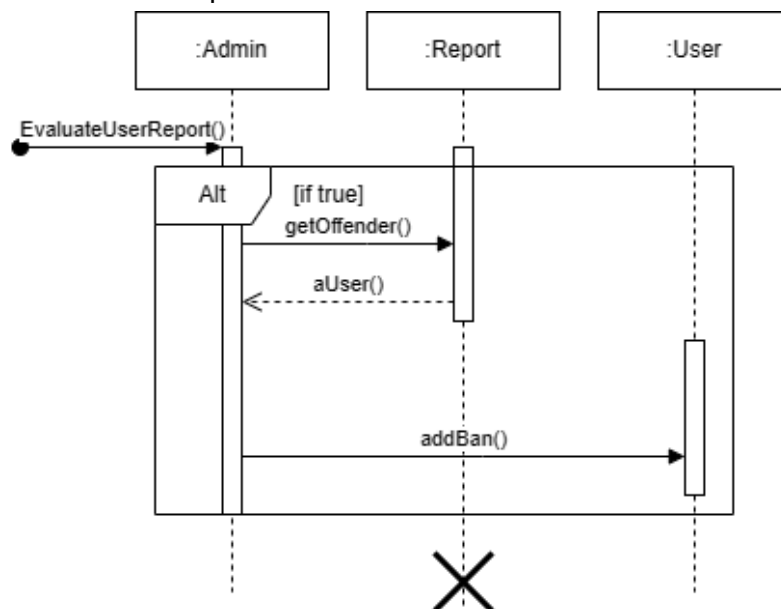 :Admin
:Report
:User
EvaluateUserReport()
Alt
[if true]
getOffender()
aUser()
addBan()